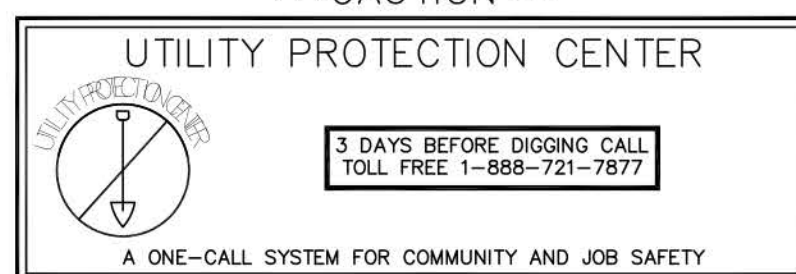 UTILITY PROTECTION CENTER
UTILITY PROTECTION CENTER
3 DAYS BEFORE DIGGING CALL
TOLL FREE 1-888-721-7877
A ONE-CALL SYSTEM FOR COMMUNITY AND JOB SAFETY